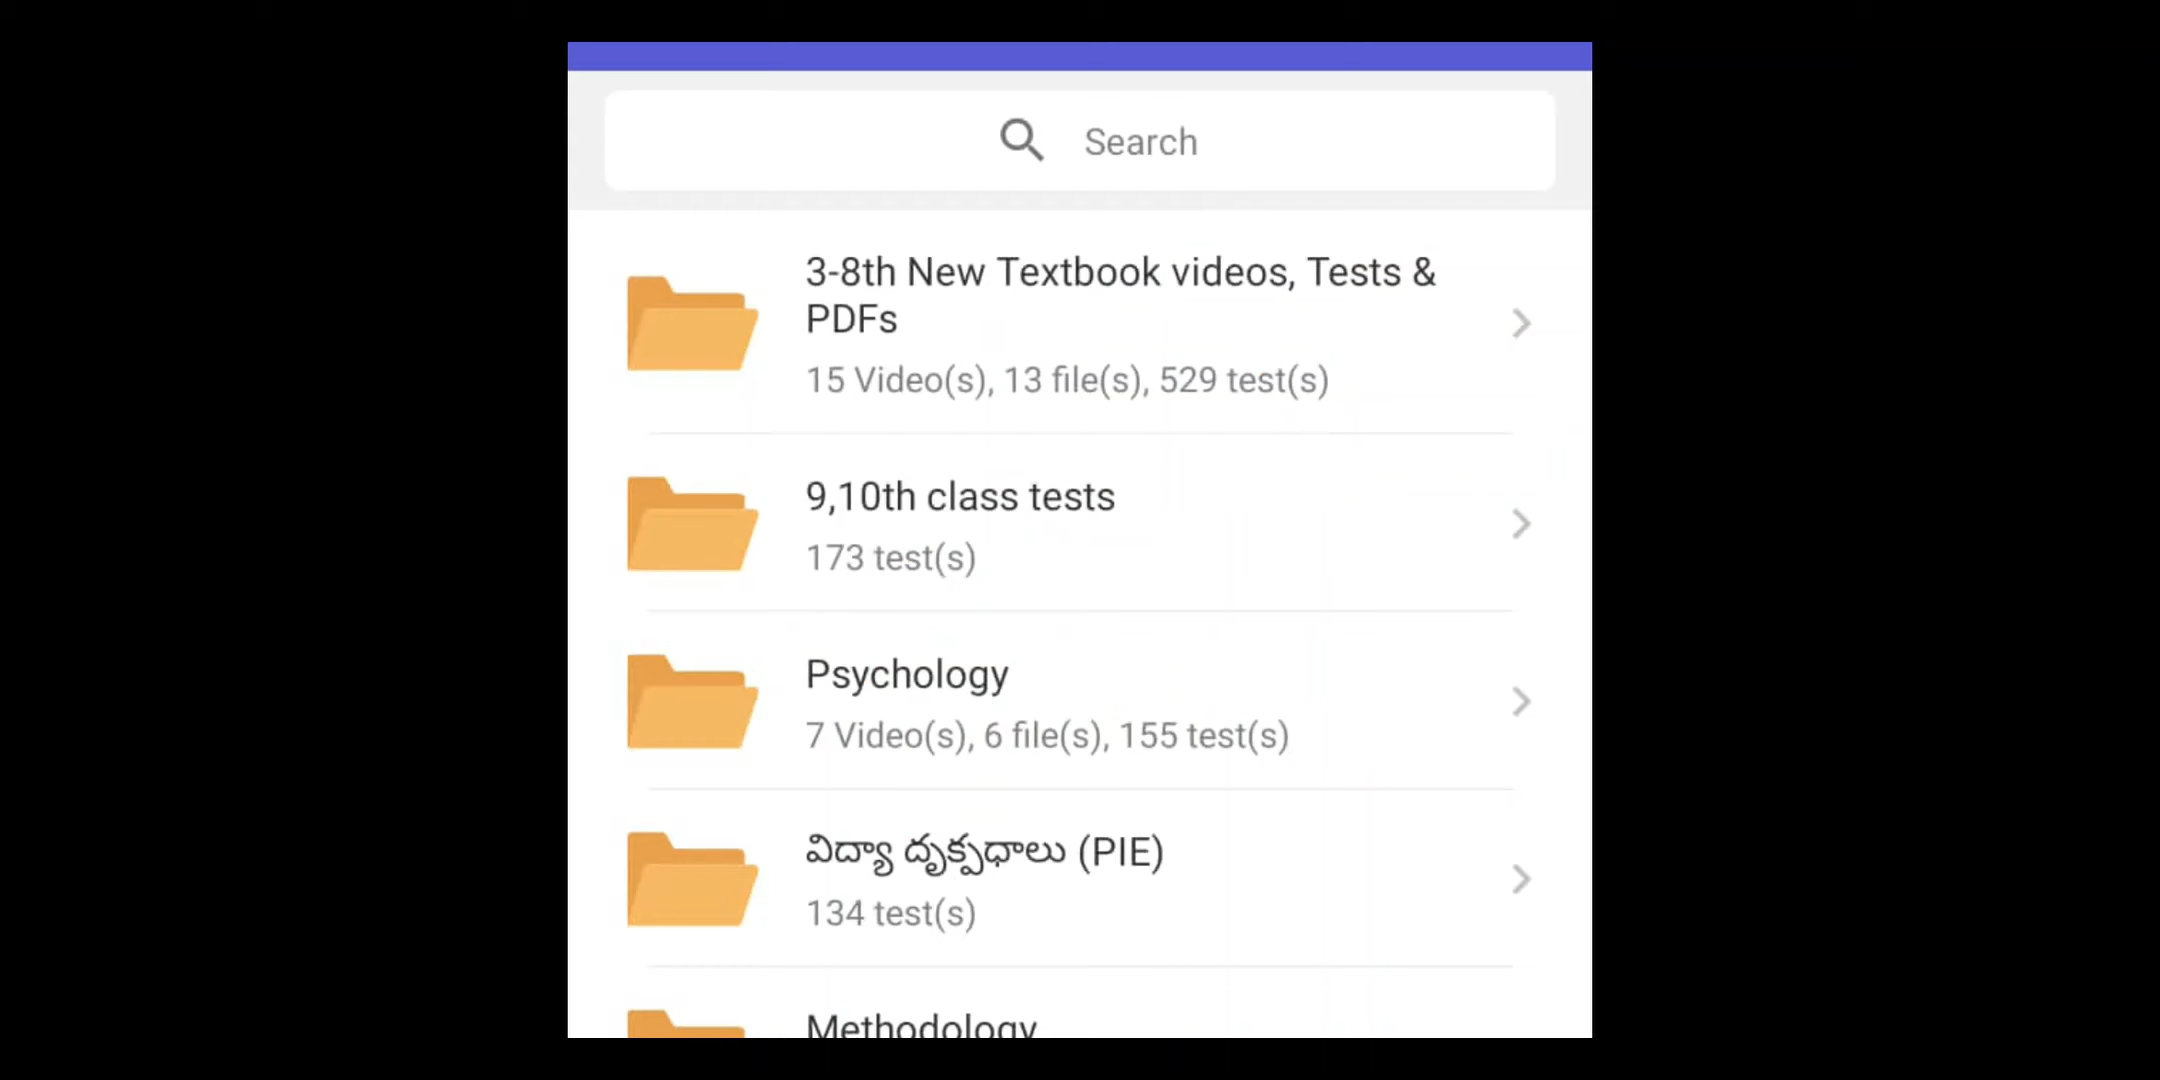 Search
3-8th New Textbook videos, Tests &
PDFs
15 Video(s), 13 file(s), 529 test(s)
9,10th class tests
173 test(s)
Psychology
7 Video(s), 6 file(s), 155 test(s)
విద్యా దృక్పధాలు (PIE)
134 test(s)
Methodology